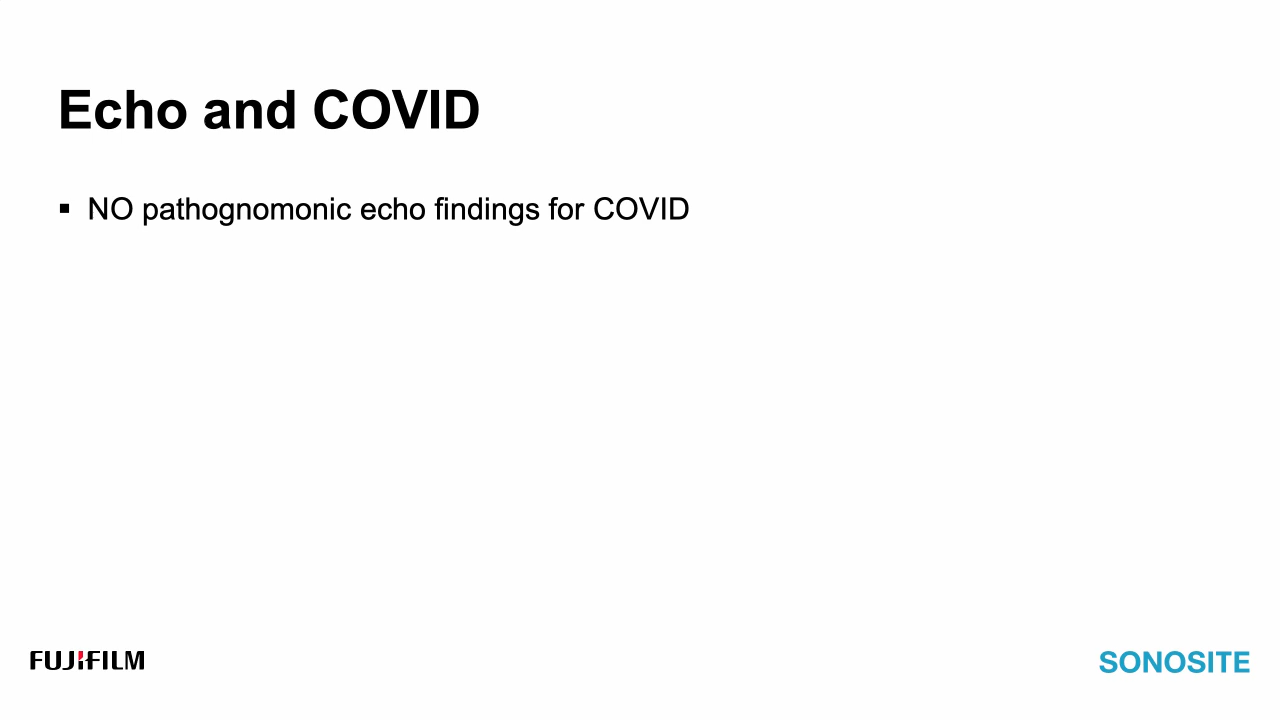 Echo and COVID
▪ NO pathognomonic echo findings for COVID
FUJIFILM
SONOSITE